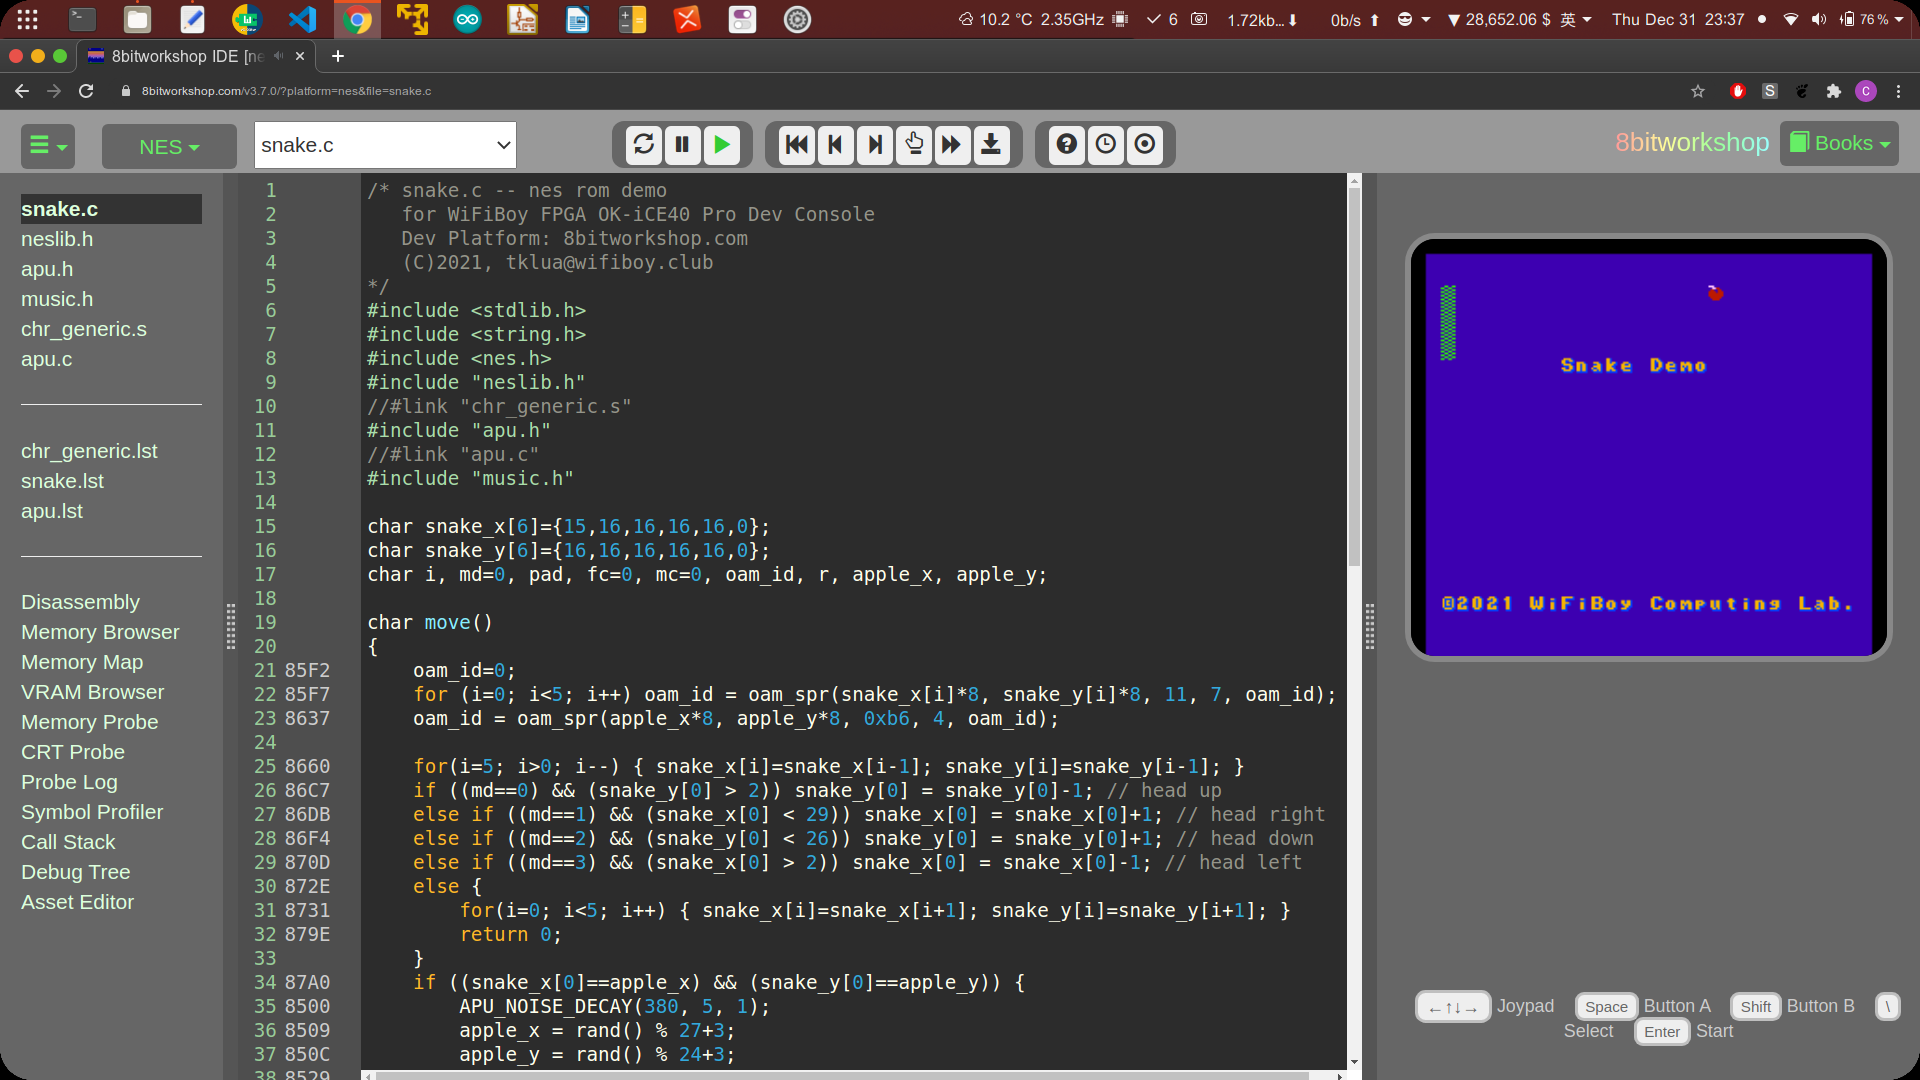 10.2 °C 2.35GHz 6 1.72kb... 0b/s ▼ 28,652.06 $ 英 Thu Dec 31 23:37 76 %
8bitworkshop IDE [ne
8bitworkshop.com/v3.7.0/?platform=nes&file=snake.c
S
C
NES
snake.c
8bitworkshop
Books
snake.c
neslib.h
apu.h
music.h
chr_generic.s
apu.c
chr_generic.lst
snake.lst
apu.lst
Disassembly
Memory Browser
Memory Map
VRAM Browser
Memory Probe
CRT Probe
Probe Log
Symbol Profiler
Call Stack
Debug Tree
Asset Editor
1 /* snake.c -- nes rom demo
2 for WiFiBoy FPGA OK-iCE40 Pro Dev Console
3 Dev Platform: 8bitworkshop.com
4 (C)2021, tklua@wifiboy.club
5 */
6 #include <stdlib.h>
7 #include <string.h>
8 #include <nes.h>
9 #include "neslib.h"
10 //#link "chr_generic.s"
11 #include "apu.h"
12 //#link "apu.c"
13 #include "music.h"
14
15 char snake_x[6]={15,16,16,16,16,0};
16 char snake_y[6]={16,16,16,16,16,0};
17 char i, md=0, pad, fc=0, mc=0, oam_id, r, apple_x, apple_y;
18
19 char move()
20 {
21 85F2 oam_id=0;
22 85F7 for (i=0; i<5; i++) oam_id = oam_spr(snake_x[i]*8, snake_y[i]*8, 11, 7, oam_id);
23 8637 oam_id = oam_spr(apple_x*8, apple_y*8, 0xb6, 4, oam_id);
24
25 8660 for(i=5; i>0; i--) { snake_x[i]=snake_x[i-1]; snake_y[i]=snake_y[i-1]; }
26 86C7 if ((md==0) && (snake_y[0] > 2)) snake_y[0] = snake_y[0]-1; // head up
27 86DB else if ((md==1) && (snake_x[0] < 29)) snake_x[0] = snake_x[0]+1; // head right
28 86F4 else if ((md==2) && (snake_y[0] < 26)) snake_y[0] = snake_y[0]+1; // head down
29 870D else if ((md==3) && (snake_x[0] > 2)) snake_x[0] = snake_x[0]-1; // head left
30 872E else {
31 8731 for(i=0; i<5; i++) { snake_x[i]=snake_x[i+1]; snake_y[i]=snake_y[i+1]; }
32 879E return 0;
33 }
34 87A0 if ((snake_x[0]==apple_x) && (snake_y[0]==apple_y)) {
35 8500 APU_NOISE_DECAY(380, 5, 1);
36 8509 apple_x = rand() % 27+3;
37 850C apple_y = rand() % 24+3;
38 8529
Snake Demo
©2021 WiFiBoy Computing Lab.
←↑↓→ Joypad Space Button A Shift Button B \
Select Enter Start